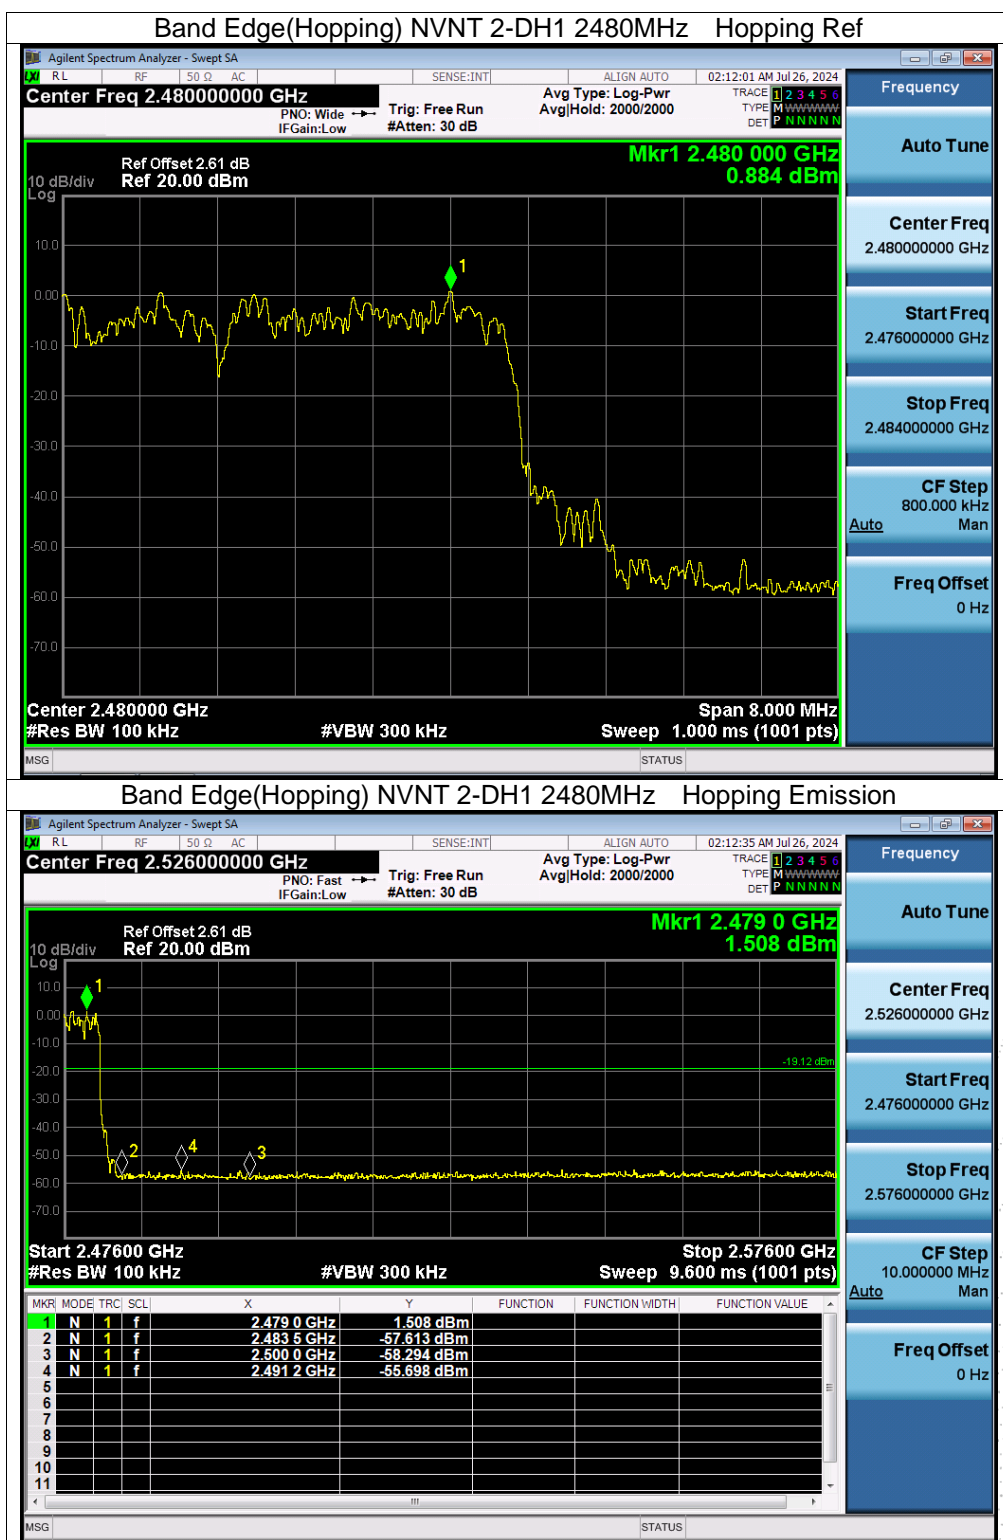 Band Edge(Hopping) NVNT 2-DH1 2480MHz Hopping Ref
Agilent Spectrum Analyzer - Swept SA
LXI RL RF 50 Ω AC SENSE:INT ALIGN AUTO 02:12:01 AM Jul 26, 2024
Center Freq 2.480000000 GHz
PNO: Wide
IFGain:Low
Trig: Free Run
#Atten: 30 dB
Avg Type: Log-Pwr
Avg|Hold: 2000/2000
TRACE 1 2 3 4 5 6
TYPE M WWWWW
DET P N N N N N
Frequency
Auto Tune
Center Freq
2.480000000 GHz
Start Freq
2.476000000 GHz
Stop Freq
2.484000000 GHz
CF Step
800.000 kHz
Auto Man
Freq Offset
0 Hz
Ref Offset 2.61 dB
10 dB/div Ref 20.00 dBm
Log
Mkr1 2.480 000 GHz
0.884 dBm
10.0
0.00
-10.0
-20.0
-30.0
-40.0
-50.0
-60.0
-70.0
1
Center 2.480000 GHz Span 8.000 MHz
#Res BW 100 kHz #VBW 300 kHz Sweep 1.000 ms (1001 pts)
MSG STATUS
Band Edge(Hopping) NVNT 2-DH1 2480MHz Hopping Emission
Agilent Spectrum Analyzer - Swept SA
LXI RL RF 50 Ω AC SENSE:INT ALIGN AUTO 02:12:35 AM Jul 26, 2024
Center Freq 2.526000000 GHz
PNO: Fast
IFGain:Low
Trig: Free Run
#Atten: 30 dB
Avg Type: Log-Pwr
Avg|Hold: 2000/2000
TRACE 1 2 3 4 5 6
TYPE M WWWWW
DET P N N N N N
Frequency
Auto Tune
Center Freq
2.526000000 GHz
Start Freq
2.476000000 GHz
Stop Freq
2.576000000 GHz
CF Step
10.000000 MHz
Auto Man
Freq Offset
0 Hz
Ref Offset 2.61 dB
10 dB/div Ref 20.00 dBm
Log
Mkr1 2.479 0 GHz
1.508 dBm
10.0
0.00
-10.0
-20.0
-30.0
-40.0
-50.0
-60.0
-70.0
-19.12 dBm
1
2
4
3
Start 2.47600 GHz Stop 2.57600 GHz
#Res BW 100 kHz #VBW 300 kHz Sweep 9.600 ms (1001 pts)
MKR MODE TRC SCL X Y FUNCTION FUNCTION WIDTH FUNCTION VALUE
1 N 1 f 2.479 0 GHz 1.508 dBm
2 N 1 f 2.483 5 GHz -57.613 dBm
3 N 1 f 2.500 0 GHz -58.294 dBm
4 N 1 f 2.491 2 GHz -55.698 dBm
5
6
7
8
9
10
11
MSG STATUS